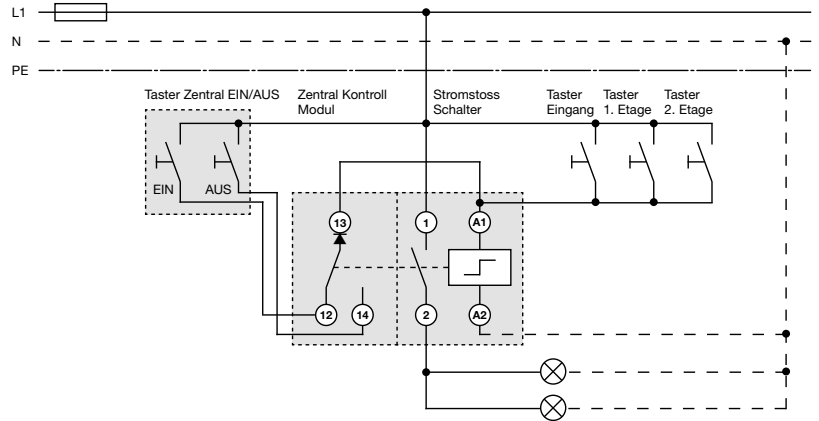 L1
N
PE
Taster Zentral EIN/AUS
Zentral Kontroll
Modul
Stromstoss
Schalter
Taster
Eingang
Taster
1. Etage
Taster
2. Etage
EIN
AUS
13
1
A1
12
14
2
A2